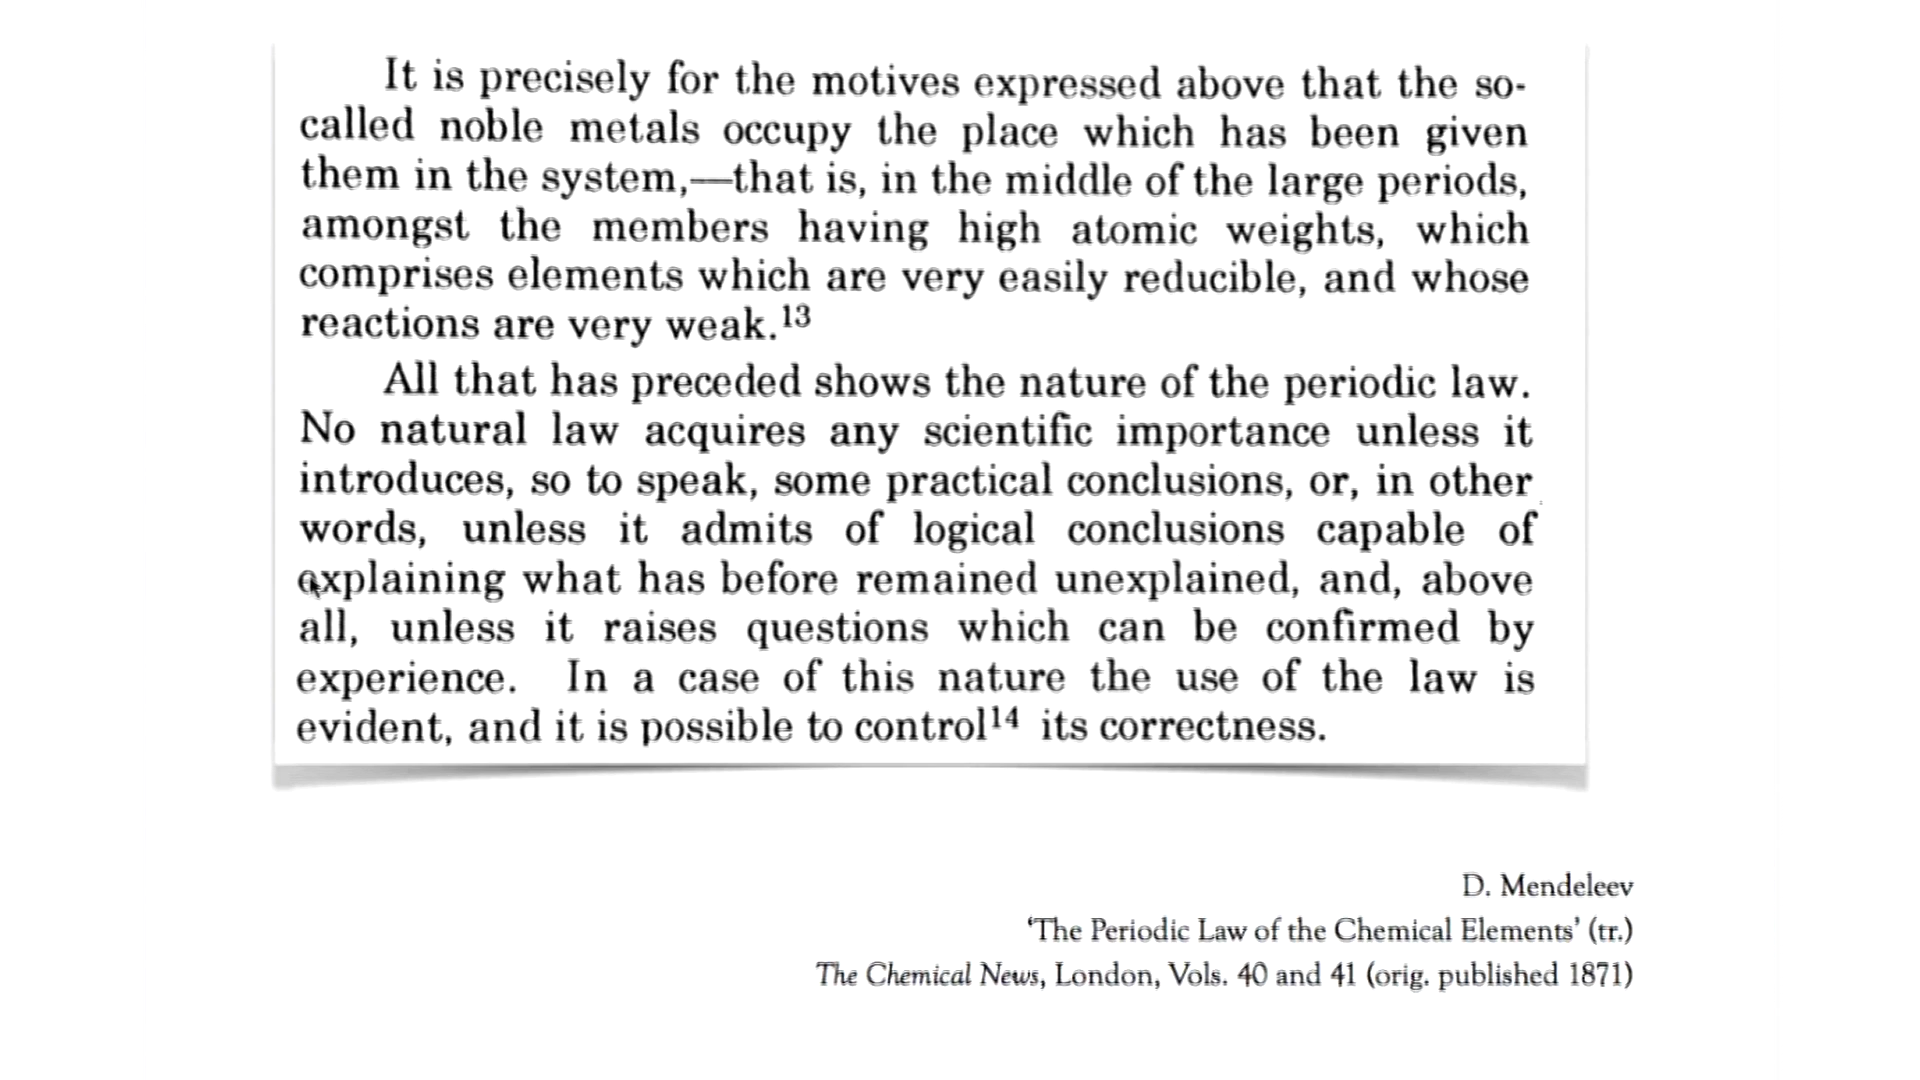 It is precisely for the motives expressed above that the so-
called noble metals occupy the place which has been given
them in the system,—that is, in the middle of the large periods,
amongst the members having high atomic weights, which
comprises elements which are very easily reducible, and whose
reactions are very weak.¹³
All that has preceded shows the nature of the periodic law.
No natural law acquires any scientific importance unless it
introduces, so to speak, some practical conclusions, or, in other
words, unless it admits of logical conclusions capable of
explaining what has before remained unexplained, and, above
all, unless it raises questions which can be confirmed by
experience. In a case of this nature the use of the law is
evident, and it is possible to control¹⁴ its correctness.
D. Mendeleev
‘The Periodic Law of the Chemical Elements’ (tr.)
The Chemical News, London, Vols. 40 and 41 (orig. published 1871)